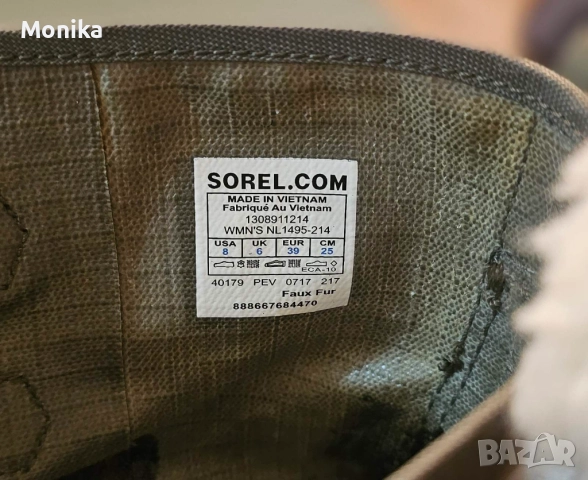 Monika
SOREL.COM
MADE IN VIETNAM
Fabriqué Au Vietnam
1308911214
WMN'S NL1495-214
USA UK EUR CM
8 6 39 25
ECA-10
40179 PEV 0717 217
Faux Fur
888667684470
BAZAR